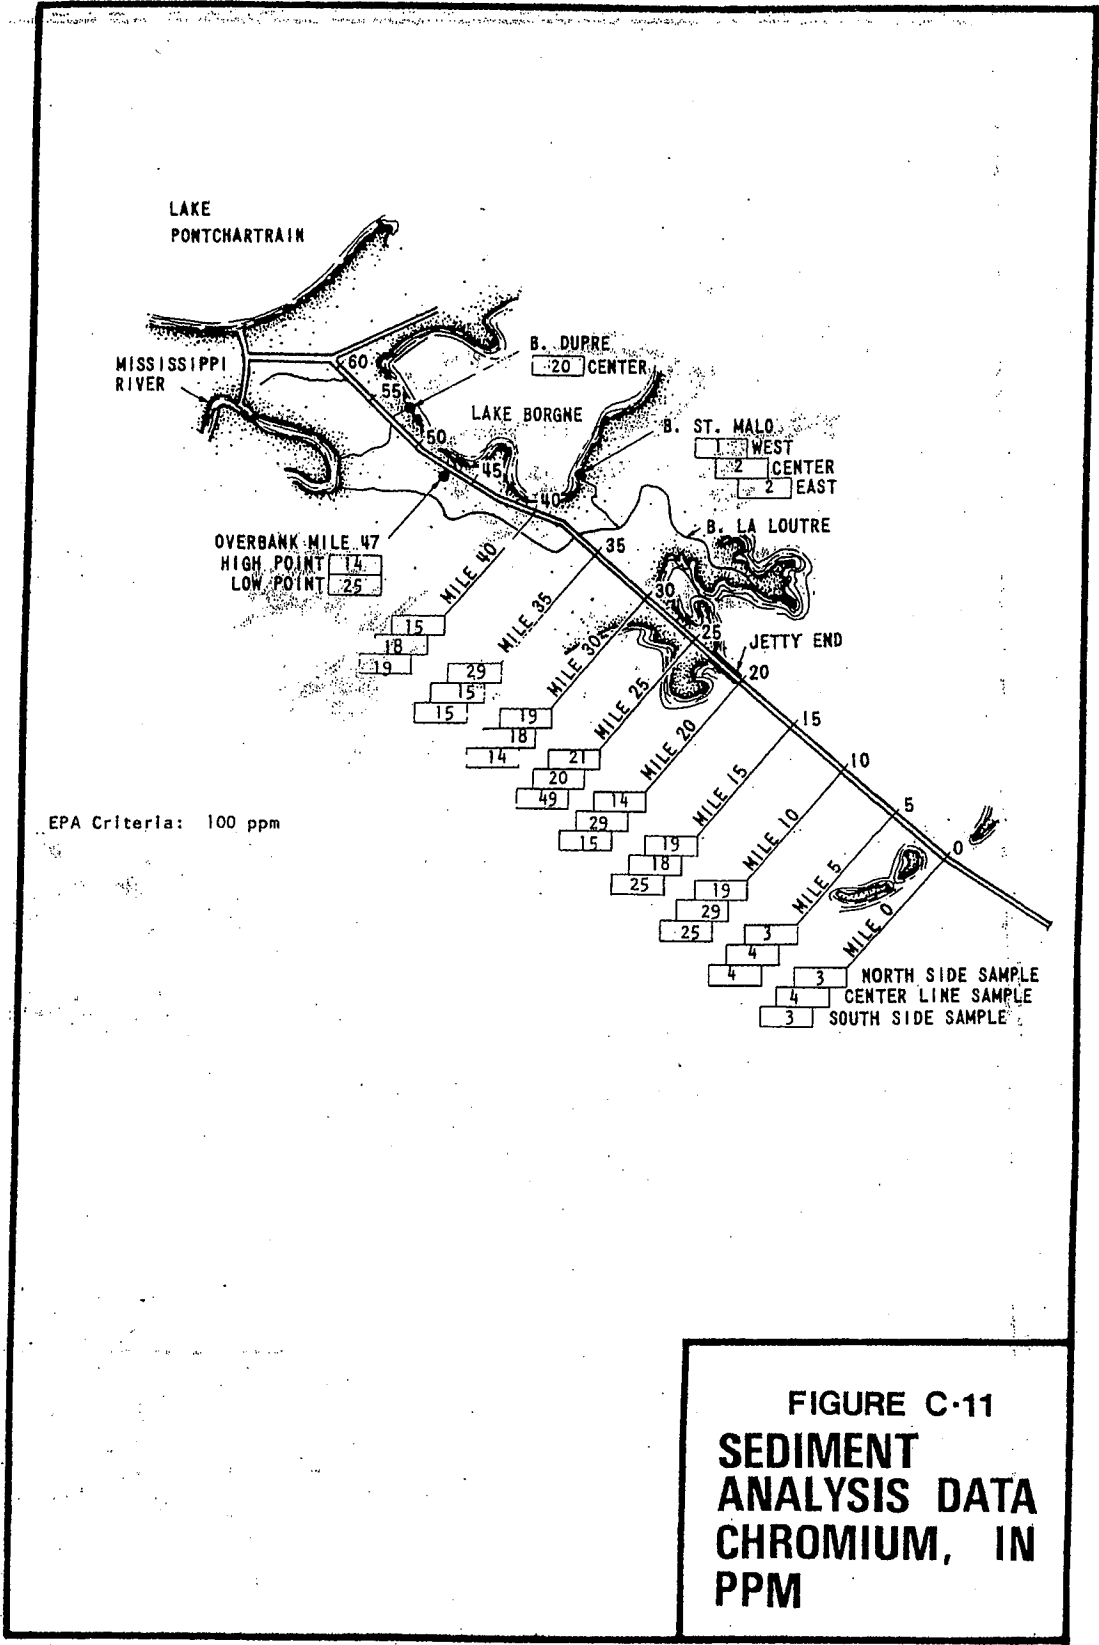 LAKE
PONTCHARTRAIN
MISSISSIPPI
RIVER
60
B. DUPRE
20 CENTER
55
LAKE BORGNE
50
B. ST. MALO
1 WEST
2 CENTER
2 EAST
45
40
B. LA LOUTRE
OVERBANK MILE 47
HIGH POINT 14
LOW POINT 25
35
30
25
JETTY END
20
15
10
5
0
MILE 40
15
18
19
MILE 35
29
15
15
MILE 30
19
18
14
MILE 25
21
20
49
MILE 20
14
29
15
MILE 15
19
18
25
MILE 10
19
29
25
MILE 5
3
4
4
MILE 0
3 NORTH SIDE SAMPLE
4 CENTER LINE SAMPLE
3 SOUTH SIDE SAMPLE
EPA Criteria: 100 ppm
FIGURE C-11
SEDIMENT
ANALYSIS DATA
CHROMIUM, IN
PPM